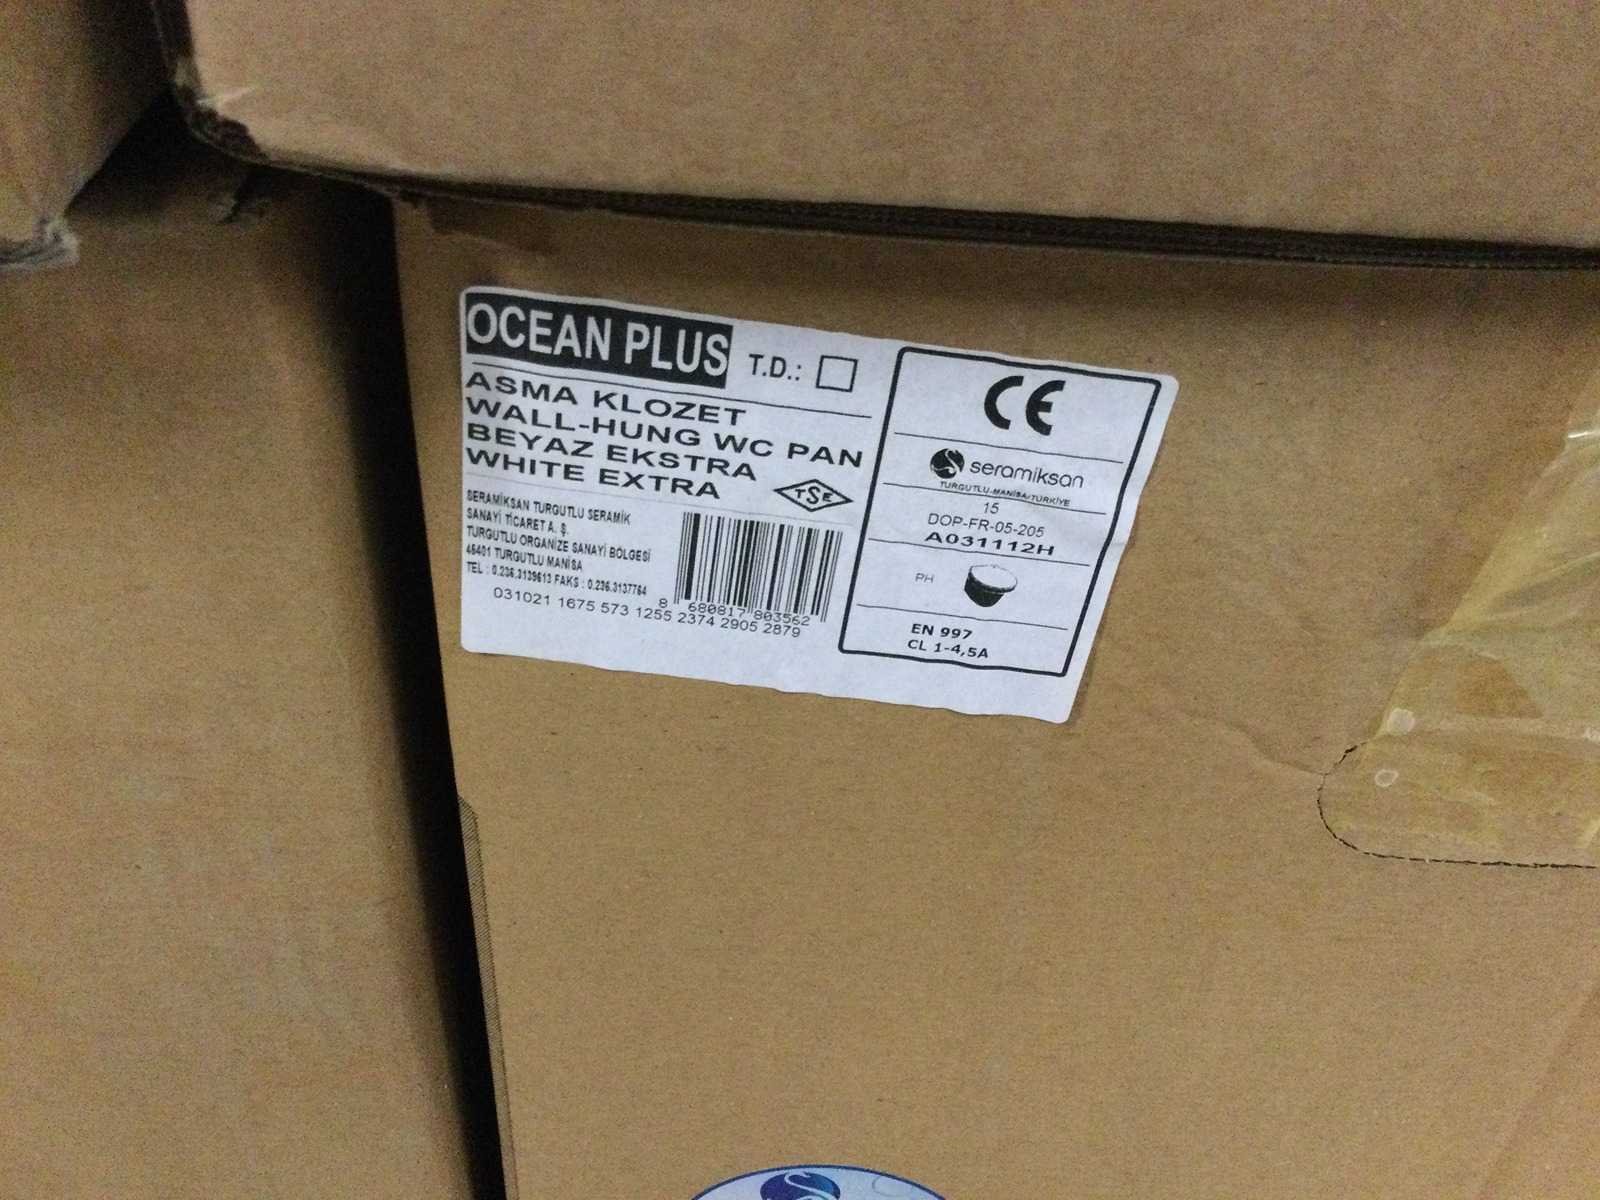 OCEAN PLUS T.D.:
ASMA KLOZET
WALL-HUNG WC PAN
BEYAZ EKSTRA
WHITE EXTRA
TSE
SERAMİKSAN TURGUTLU SERAMİK
SANAYİ TİCARET A. Ş.
TURGUTLU ORGANİZE SANAYİ BÖLGESİ
45401 TURGUTLU MANİSA
TEL : 0.236.3139613 FAKS : 0.236.3137764
8 680817 803562
031021 1675 573 1255 2374 2905 2879
CE
seramiksan
TURGUTLU-MANİSA/TÜRKİYE
15
DOP-FR-05-205
A031112H
PH
EN 997
CL 1-4,5A